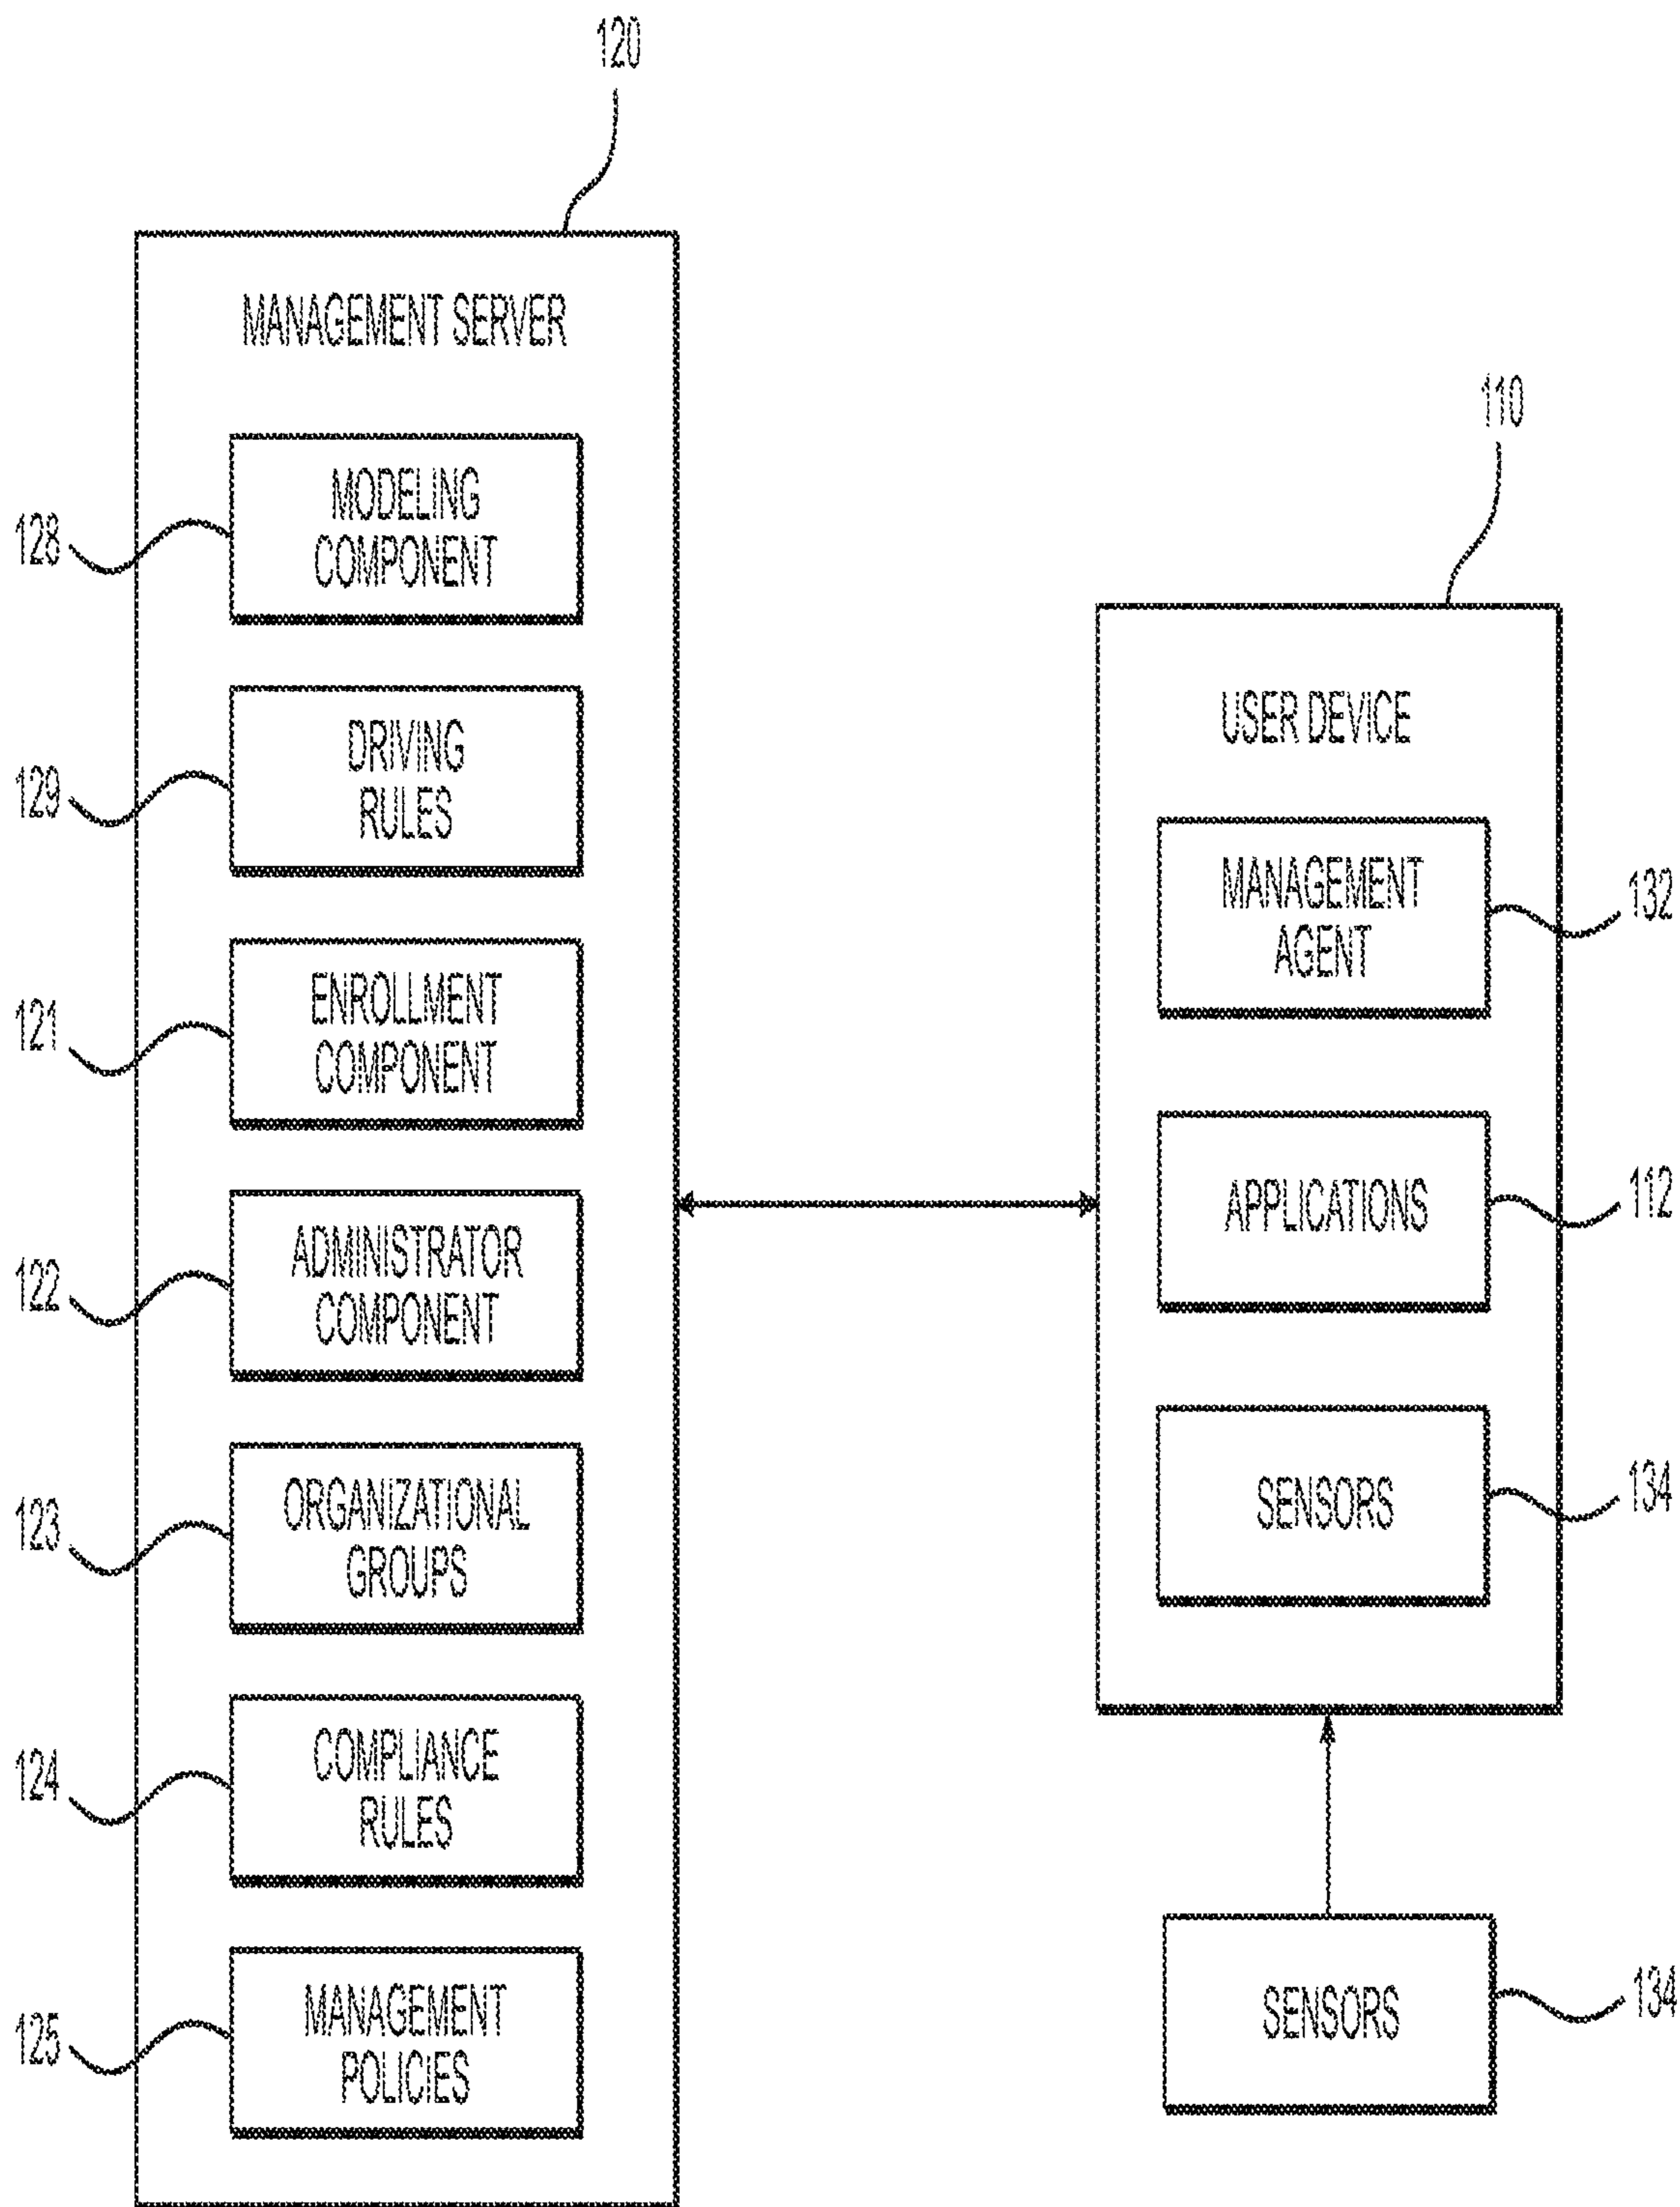 120
MANAGEMENT SERVER
128
MODELING
COMPONENT
129
DRIVING
RULES
121
ENROLLMENT
COMPONENT
122
ADMINISTRATOR
COMPONENT
123
ORGANIZATIONAL
GROUPS
124
COMPLIANCE
RULES
125
MANAGEMENT
POLICIES
110
USER DEVICE
MANAGEMENT
AGENT
132
APPLICATIONS
112
SENSORS
134
SENSORS
134